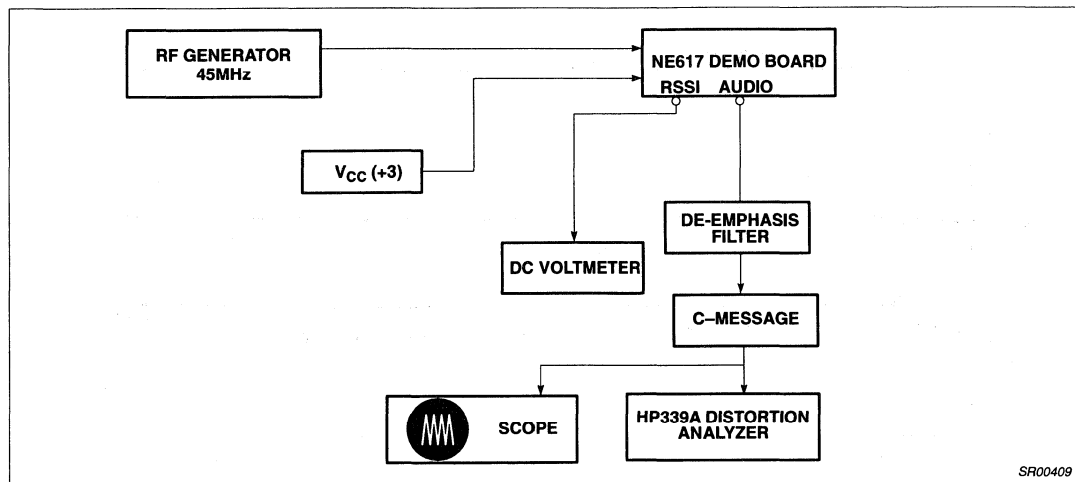 RF GENERATOR
45MHz
NE617 DEMO BOARD
RSSI AUDIO
VCC (+3)
DE-EMPHASIS
FILTER
DC VOLTMETER
C–MESSAGE
SCOPE
HP339A DISTORTION
ANALYZER
SR00409